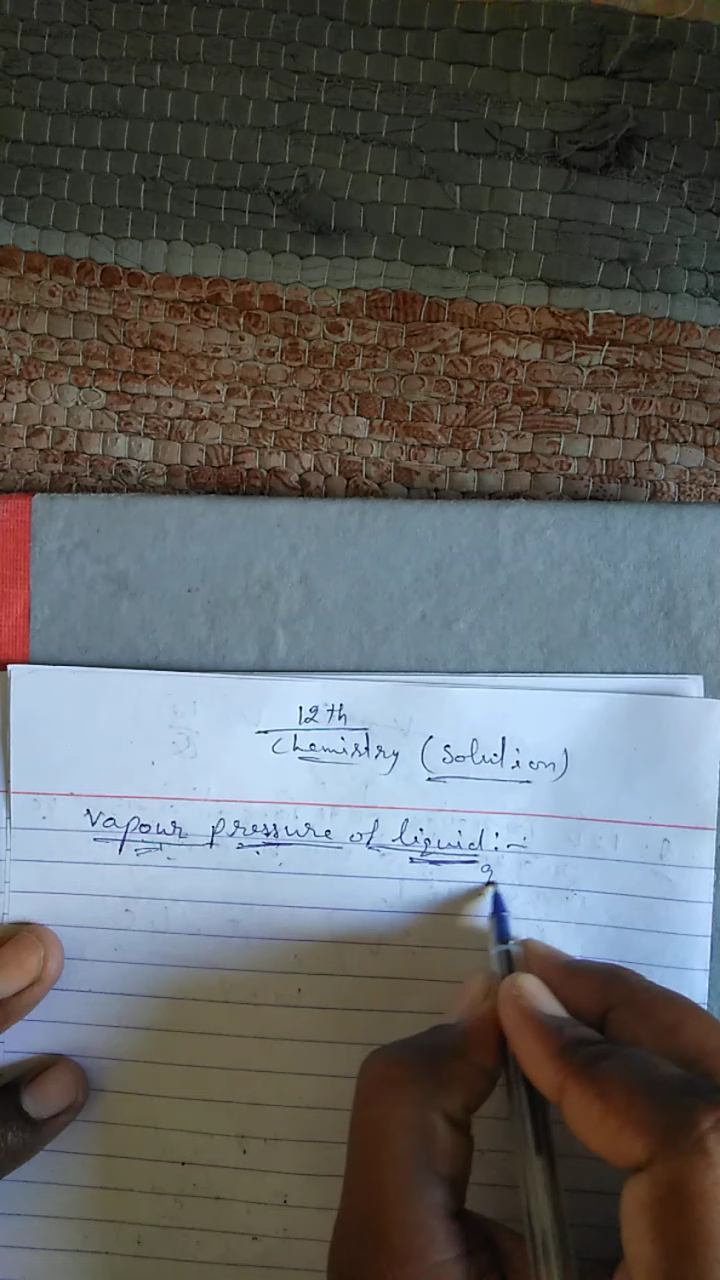 12th
Chemistry (Solution)
Vapour pressure of liquid:-